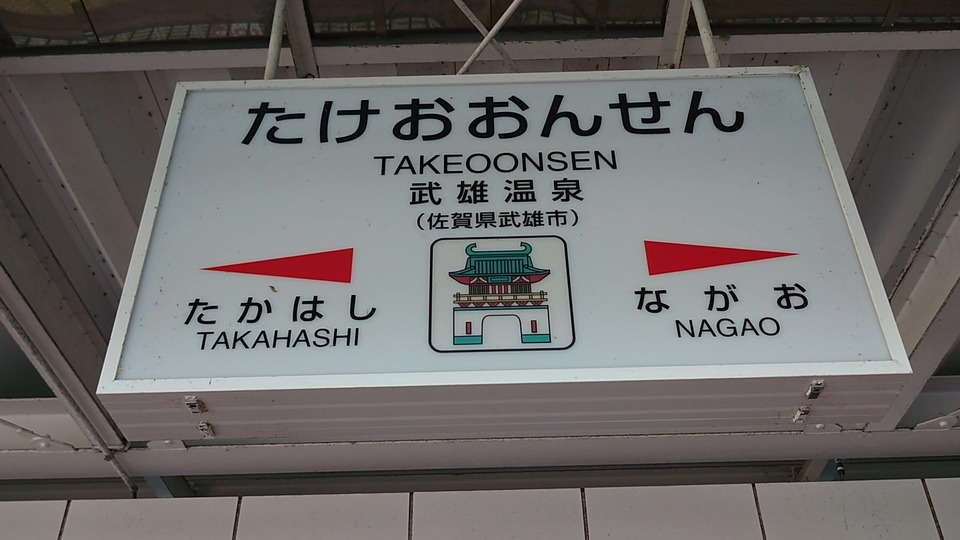 たけおおんせん
TAKEOONSEN
武雄温泉
(佐賀県武雄市)
たかはし
TAKAHASHI
ながお
NAGAO